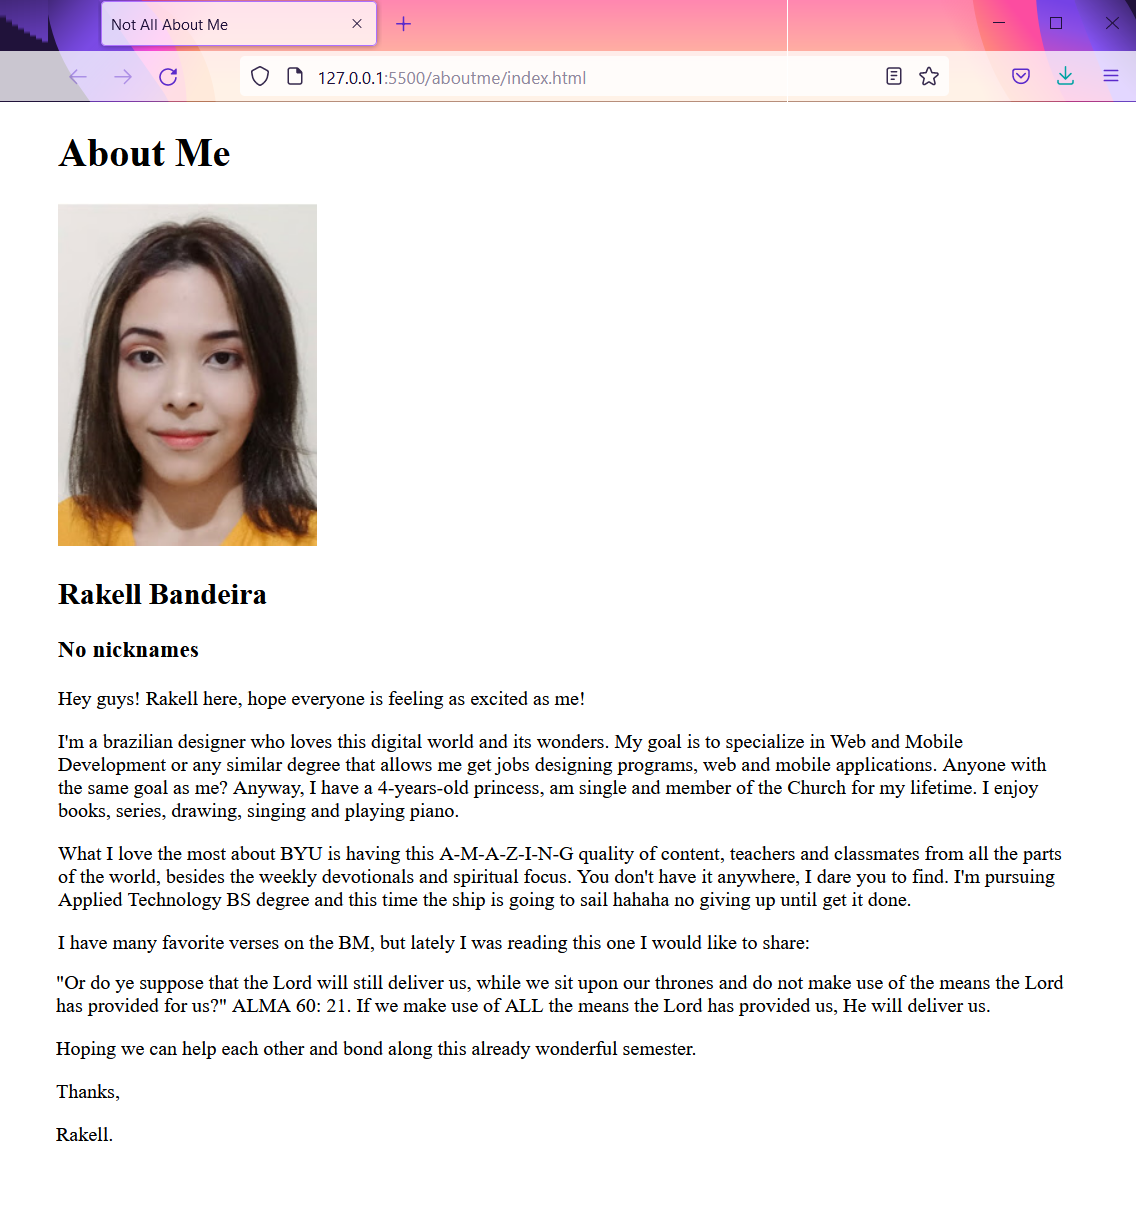 Not All About Me
127.0.0.1:5500/aboutme/index.html
About Me
Rakell Bandeira
No nicknames
Hey guys! Rakell here, hope everyone is feeling as excited as me!
I'm a brazilian designer who loves this digital world and its wonders. My goal is to specialize in Web and Mobile
Development or any similar degree that allows me get jobs designing programs, web and mobile applications. Anyone with
the same goal as me? Anyway, I have a 4-years-old princess, am single and member of the Church for my lifetime. I enjoy
books, series, drawing, singing and playing piano.
What I love the most about BYU is having this A-M-A-Z-I-N-G quality of content, teachers and classmates from all the parts
of the world, besides the weekly devotionals and spiritual focus. You don't have it anywhere, I dare you to find. I'm pursuing
Applied Technology BS degree and this time the ship is going to sail hahaha no giving up until get it done.
I have many favorite verses on the BM, but lately I was reading this one I would like to share:
"Or do ye suppose that the Lord will still deliver us, while we sit upon our thrones and do not make use of the means the Lord
has provided for us?" ALMA 60: 21. If we make use of ALL the means the Lord has provided us, He will deliver us.
Hoping we can help each other and bond along this already wonderful semester.
Thanks,
Rakell.